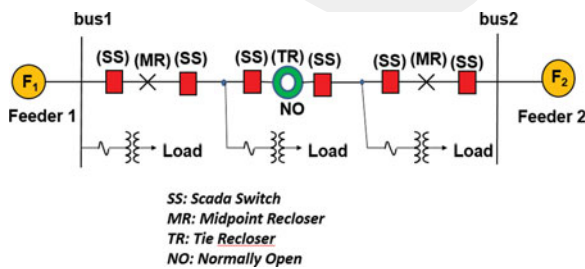 bus1
bus2
(SS) (MR) (SS) (SS) (TR) (SS) (SS) (MR) (SS)
F1
F2
NO
Feeder 1
Feeder 2
Load
Load
Load
SS: Scada Switch
MR: Midpoint Recloser
TR: Tie Recloser
NO: Normally Open